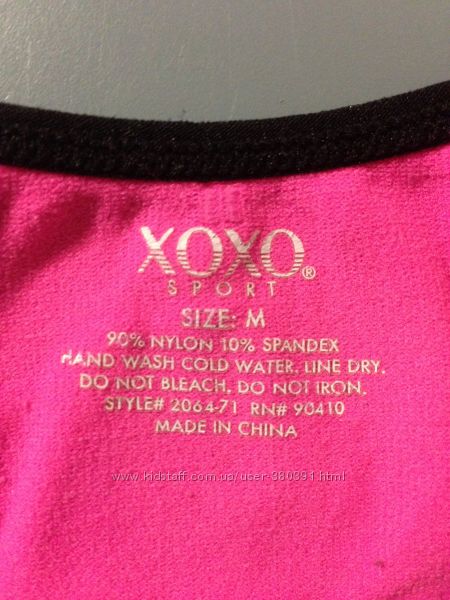 XOXO®
SPORT
SIZE: M
90% NYLON 10% SPANDEX
HAND WASH COLD WATER, LINE DRY.
DO NOT BLEACH, DO NOT IRON.
STYLE# 2064-71 RN# 90410
MADE IN CHINA
www.kidstaff.com.ua/user-380391.html